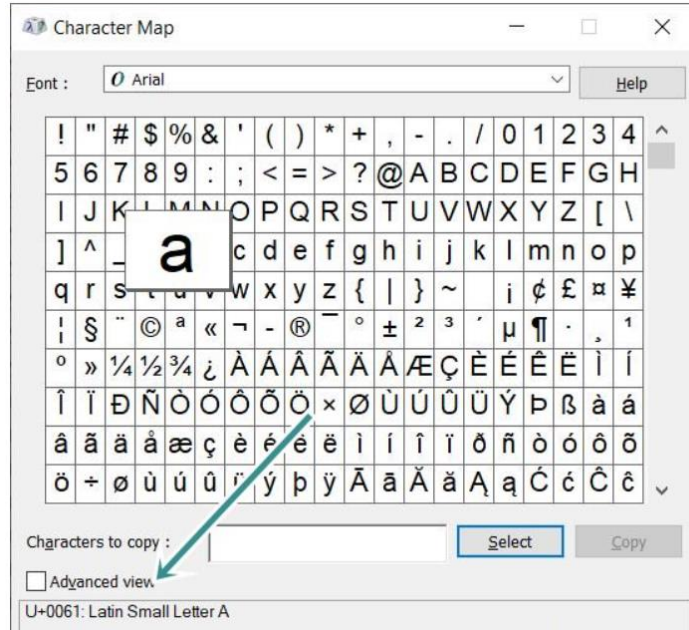 Character Map
Font : O Arial Help
! " # $ % & ' ( ) * + , - . / 0 1 2 3 4
5 6 7 8 9 : ; < = > ? @ A B C D E F G H
I J K L M N O P Q R S T U V W X Y Z [ \
] ^ _ a c d e f g h i j k l m n o p
q r s t u v w x y z { | } ~ ¡ ¢ £ ¤ ¥
¦ § ¨ © ª « ¬ - ® ¯ ° ± ² ³ ´ µ ¶ · ¸ ¹
º » ¼ ½ ¾ ¿ À Á Â Ã Ä Å Æ Ç È É Ê Ë Ì Í
Î Ï Ð Ñ Ò Ó Ô Õ Ö × Ø Ù Ú Û Ü Ý Þ ß à á
â ã ä å æ ç è é ê ë ì í î ï ð ñ ò ó ô õ
ö ÷ ø ù ú û ü ý þ ÿ Ā ā Ă ă Ą ą Ć ć Ĉ ĉ
Characters to copy : Select Copy
Advanced view
U+0061: Latin Small Letter A